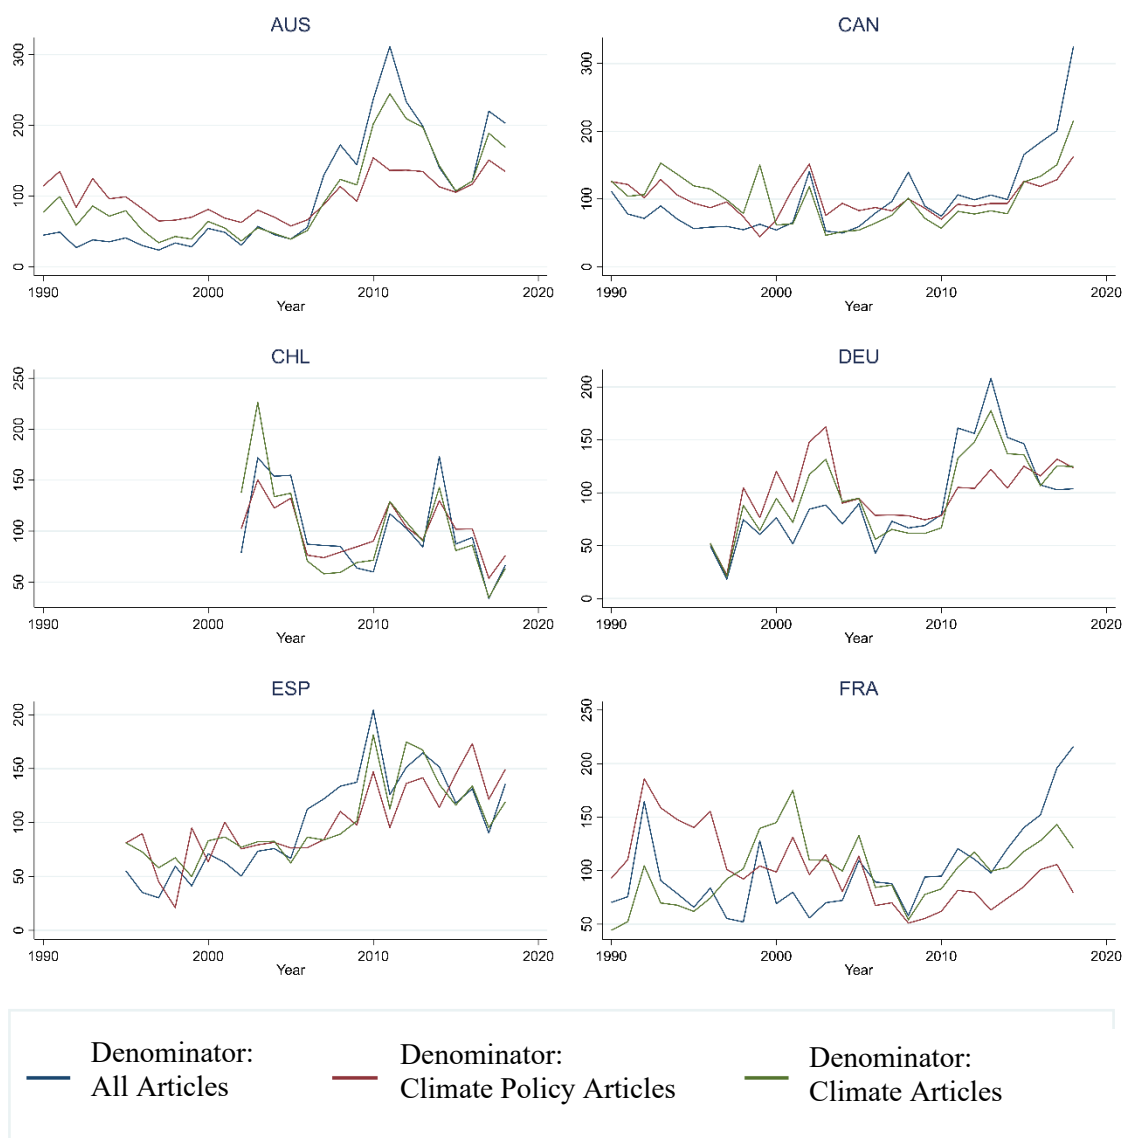 AUS
300
200
100
0
1990 2000 2010 2020
Year
CAN
300
200
100
0
1990 2000 2010 2020
Year
CHL
250
200
150
100
50
1990 2000 2010 2020
Year
DEU
200
150
100
50
0
1990 2000 2010 2020
Year
ESP
200
150
100
50
0
1990 2000 2010 2020
Year
FRA
250
200
150
100
50
1990 2000 2010 2020
Year
Denominator:
All Articles
Denominator:
Climate Policy Articles
Denominator:
Climate Articles